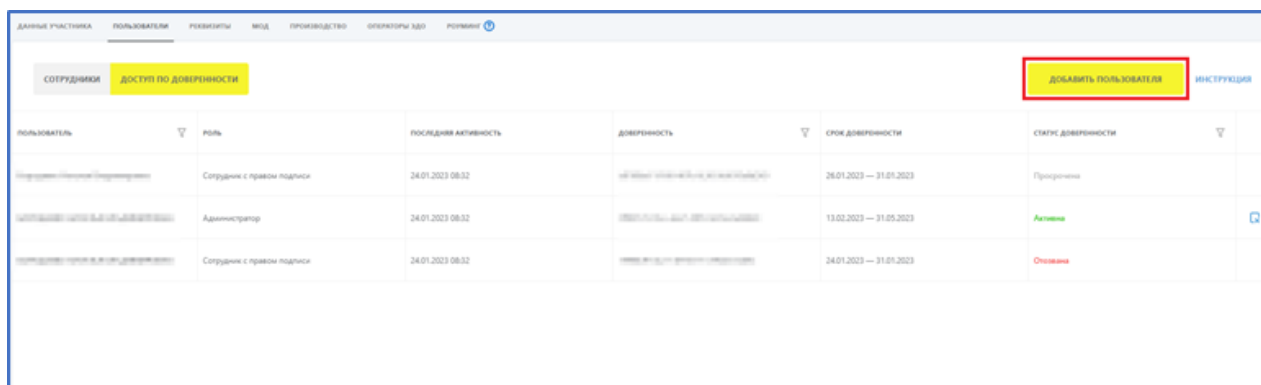 ДАННЫЕ УЧАСТНИКА ПОЛЬЗОВАТЕЛИ РЕКВИЗИТЫ МОД ПРОИЗВОДСТВО ОПЕРАТОРЫ ЭДО РОУМИНГ ?
СОТРУДНИКИ ДОСТУП ПО ДОВЕРЕННОСТИ ДОБАВИТЬ ПОЛЬЗОВАТЕЛЯ ИНСТРУКЦИЯ
ПОЛЬЗОВАТЕЛЬ РОЛЬ ПОСЛЕДНЯЯ АКТИВНОСТЬ ДОВЕРЕННОСТЬ СРОК ДОВЕРЕННОСТИ СТАТУС ДОВЕРЕННОСТИ
Сотрудник с правом подписи 24.01.2023 08:32 26.01.2023 — 31.01.2023 Просрочена
Администратор 24.01.2023 08:32 13.02.2023 — 31.05.2023 Активна
Сотрудник с правом подписи 24.01.2023 08:32 24.01.2023 — 31.01.2023 Отозвана